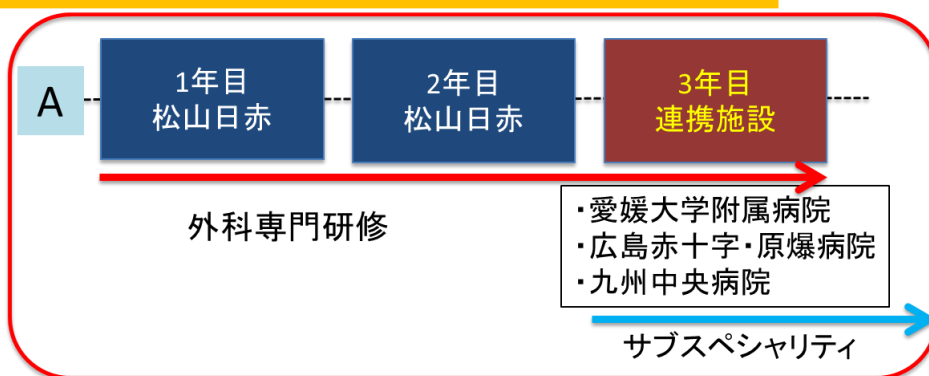 A
1年目
松山日赤
2年目
松山日赤
3年目
連携施設
外科専門研修
・愛媛大学附属病院
・広島赤十字・原爆病院
・九州中央病院
サブスペシャリティ